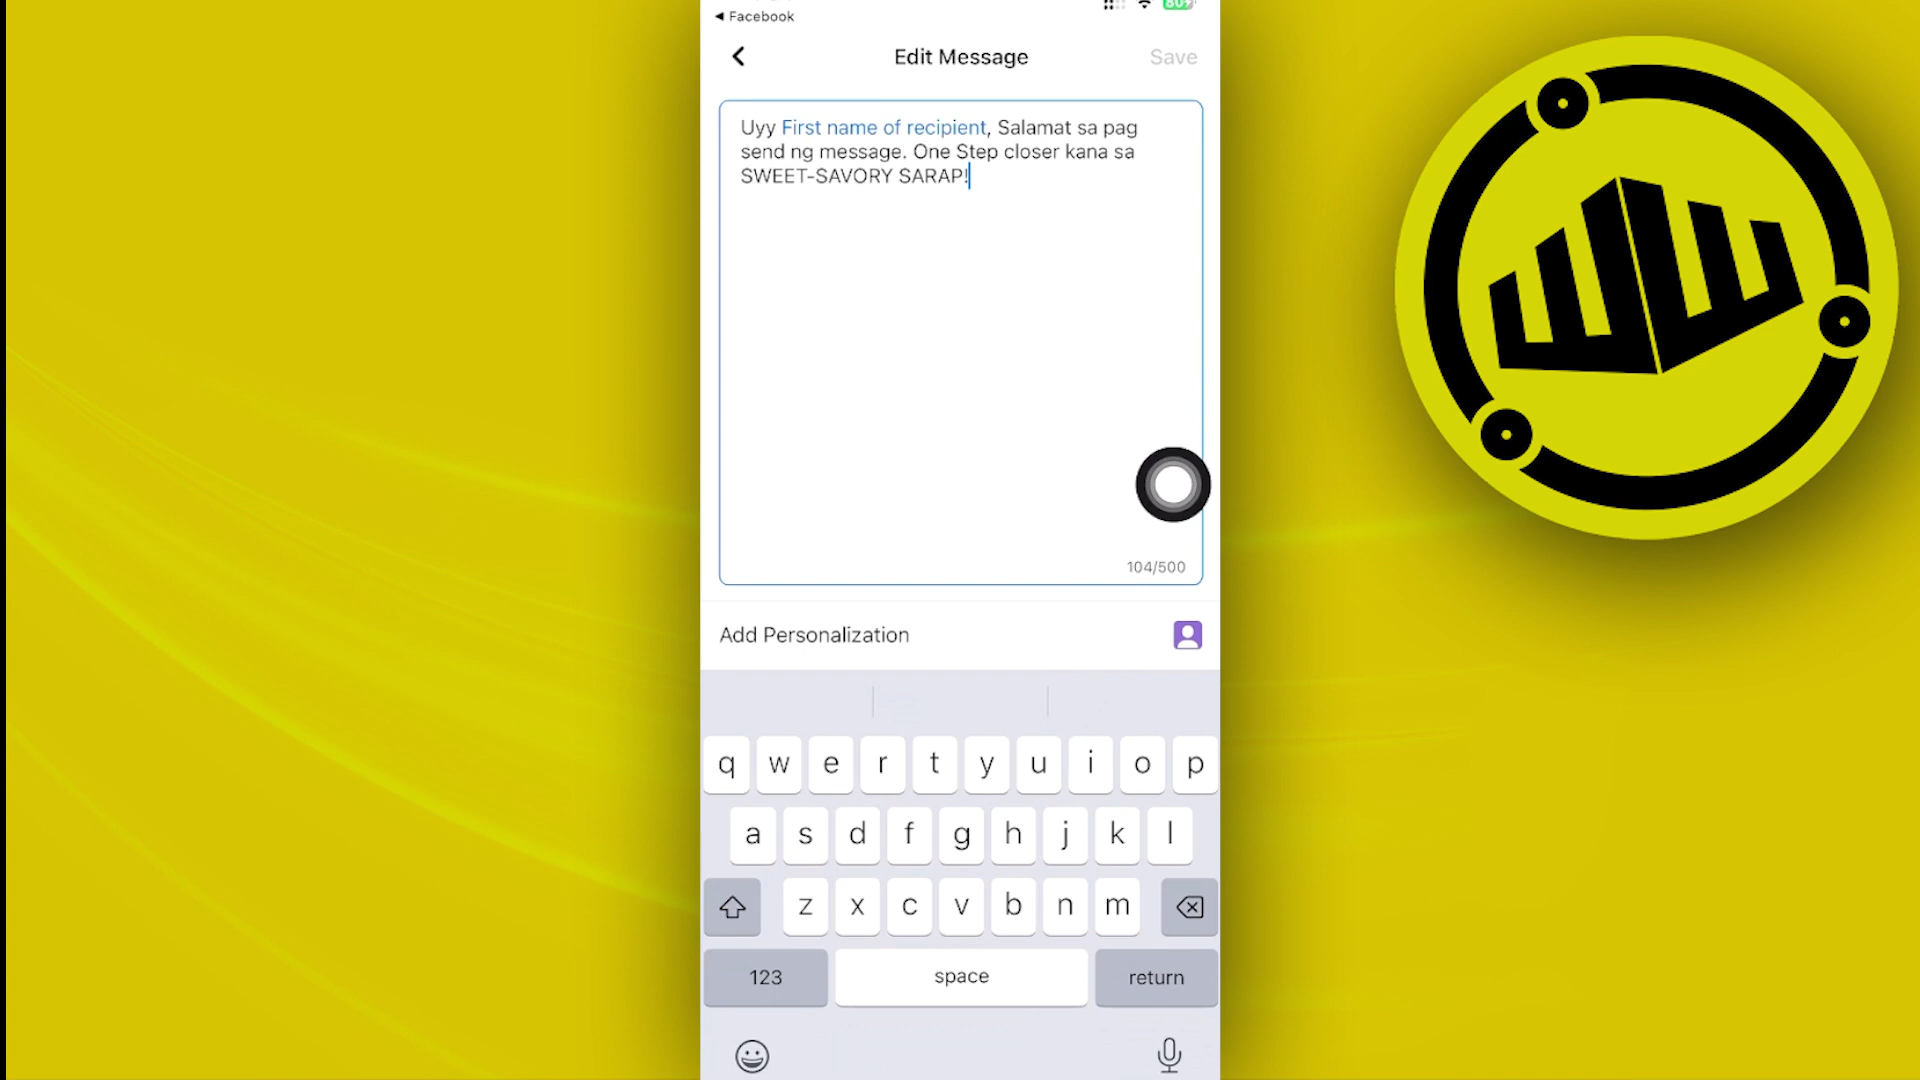 ◀ Facebook
80
Edit Message
Save
Uyy First name of recipient, Salamat sa pag
send ng message. One Step closer kana sa
SWEET-SAVORY SARAP!
104/500
Add Personalization
q w e r t y u i o p
a s d f g h j k l
z x c v b n m
123 space return